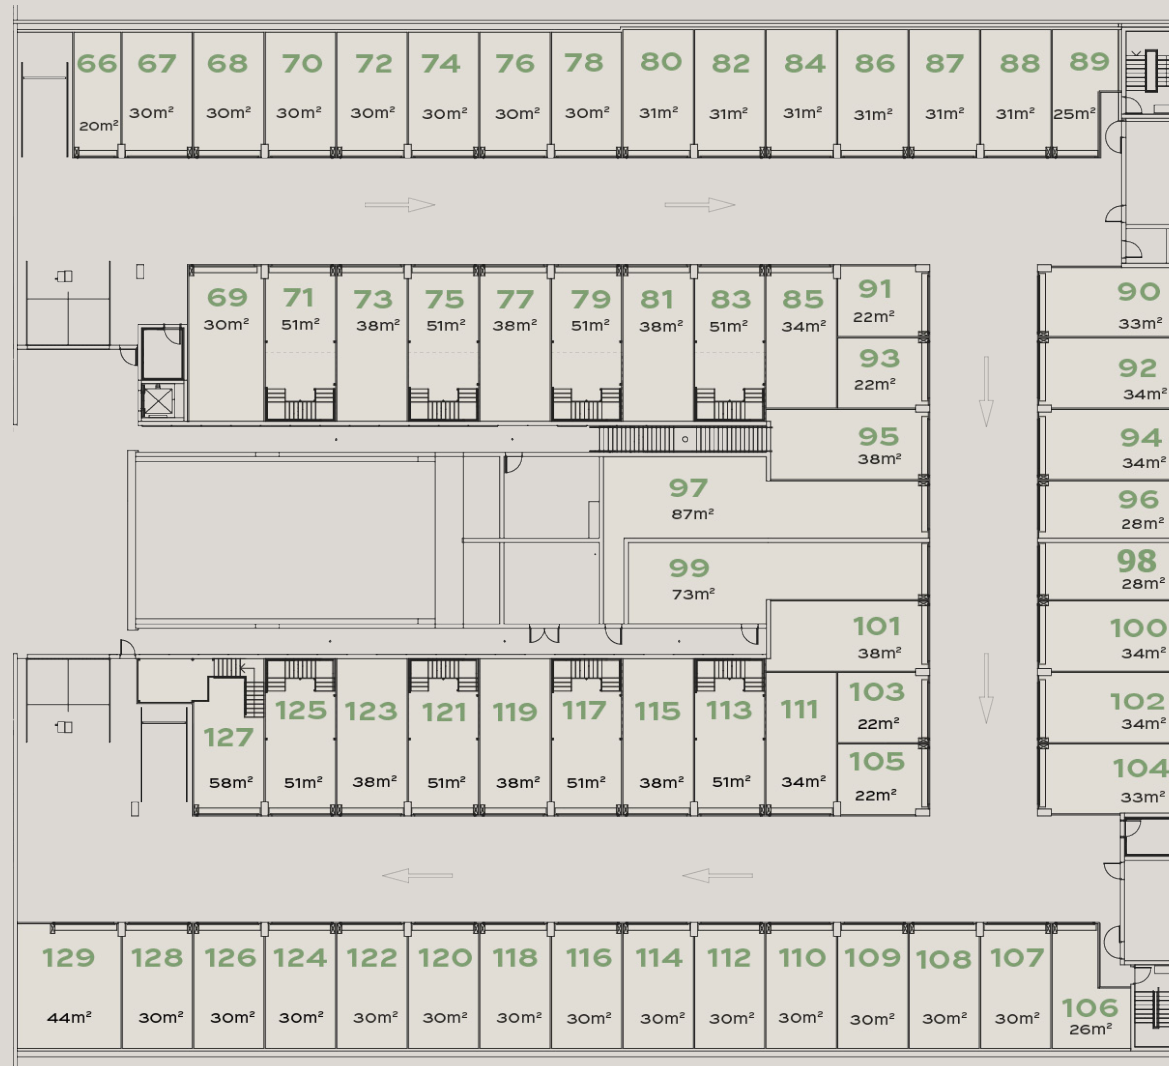 66 67 68 70 72 74 76 78 80 82 84 86 87 88 89
20m² 30m² 30m² 30m² 30m² 30m² 30m² 30m² 31m² 31m² 31m² 31m² 31m² 31m² 25m²
69 71 73 75 77 79 81 83 85 91 90
30m² 51m² 38m² 51m² 38m² 51m² 38m² 51m² 34m² 22m² 33m²
93 92
22m² 34m²
95 94
38m² 34m²
97 96
87m² 28m²
99 98
73m² 28m²
101 100
38m² 34m²
127 125 123 121 119 117 115 113 111 103 102
58m² 51m² 38m² 51m² 38m² 51m² 38m² 51m² 34m² 22m² 34m²
105 104
22m² 33m²
129 128 126 124 122 120 118 116 114 112 110 109 108 107 106
44m² 30m² 30m² 30m² 30m² 30m² 30m² 30m² 30m² 30m² 30m² 30m² 30m² 30m² 26m²